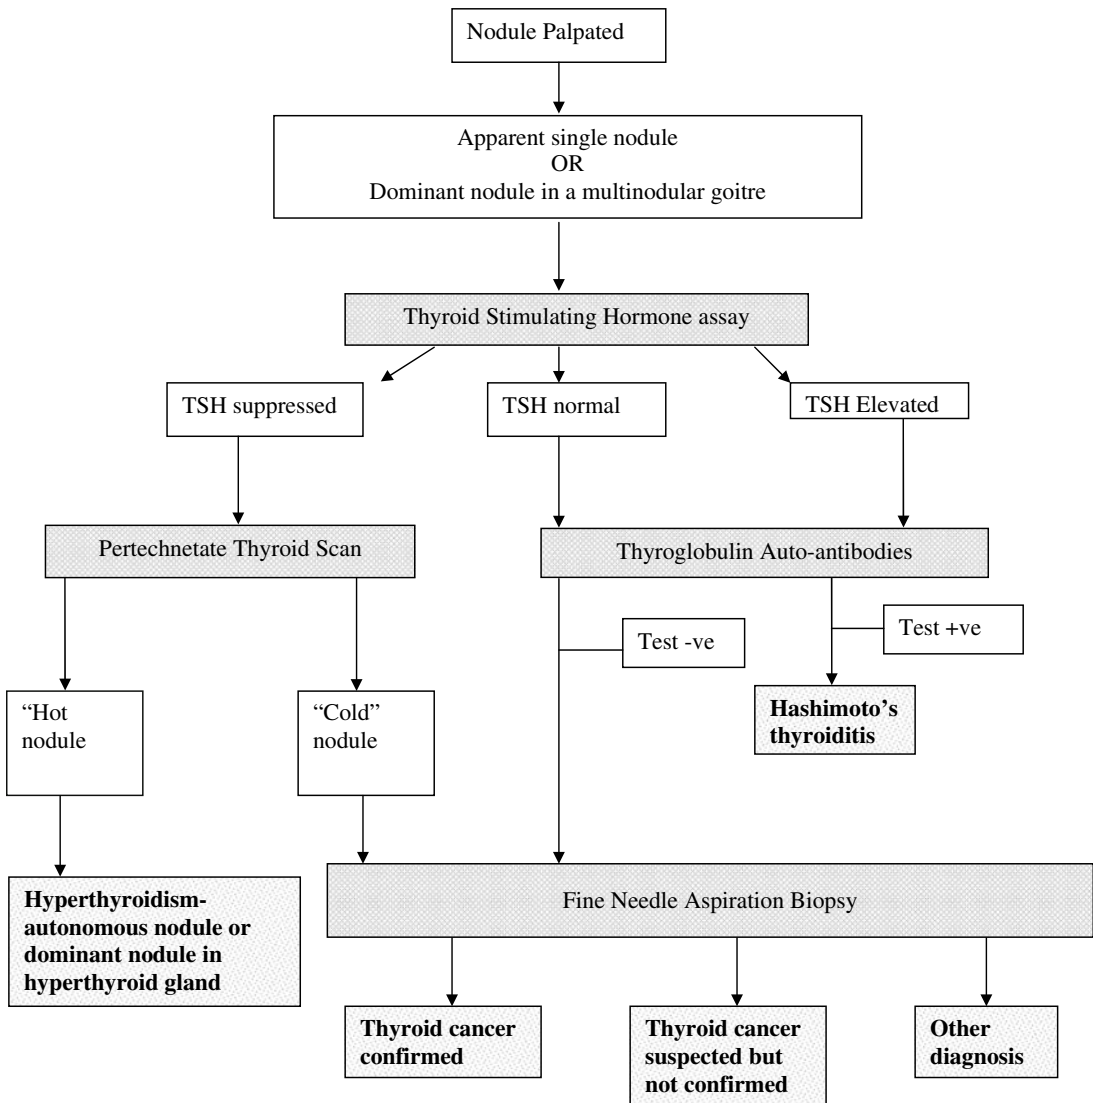 Nodule Palpated
Apparent single nodule
OR
Dominant nodule in a multinodular goitre
Thyroid Stimulating Hormone assay
TSH suppressed
TSH normal
TSH Elevated
Pertechnetate Thyroid Scan
Thyroglobulin Auto-antibodies
Test -ve
Test +ve
“Hot
nodule
“Cold”
nodule
Hashimoto’s
thyroiditis
Hyperthyroidism-
autonomous nodule or
dominant nodule in
hyperthyroid gland
Fine Needle Aspiration Biopsy
Thyroid cancer
confirmed
Thyroid cancer
suspected but
not confirmed
Other
diagnosis